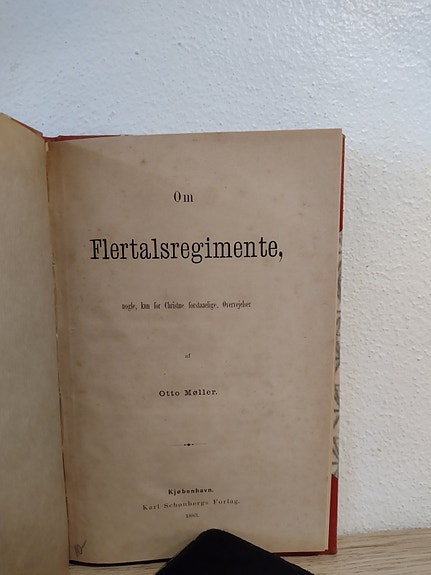 Om
Flertalsregimente,
nogle, kun for Christne forstaaelige, Overvejelser
af
Otto Møller.
Kjøbenhavn.
Karl Schønbergs Forlag.